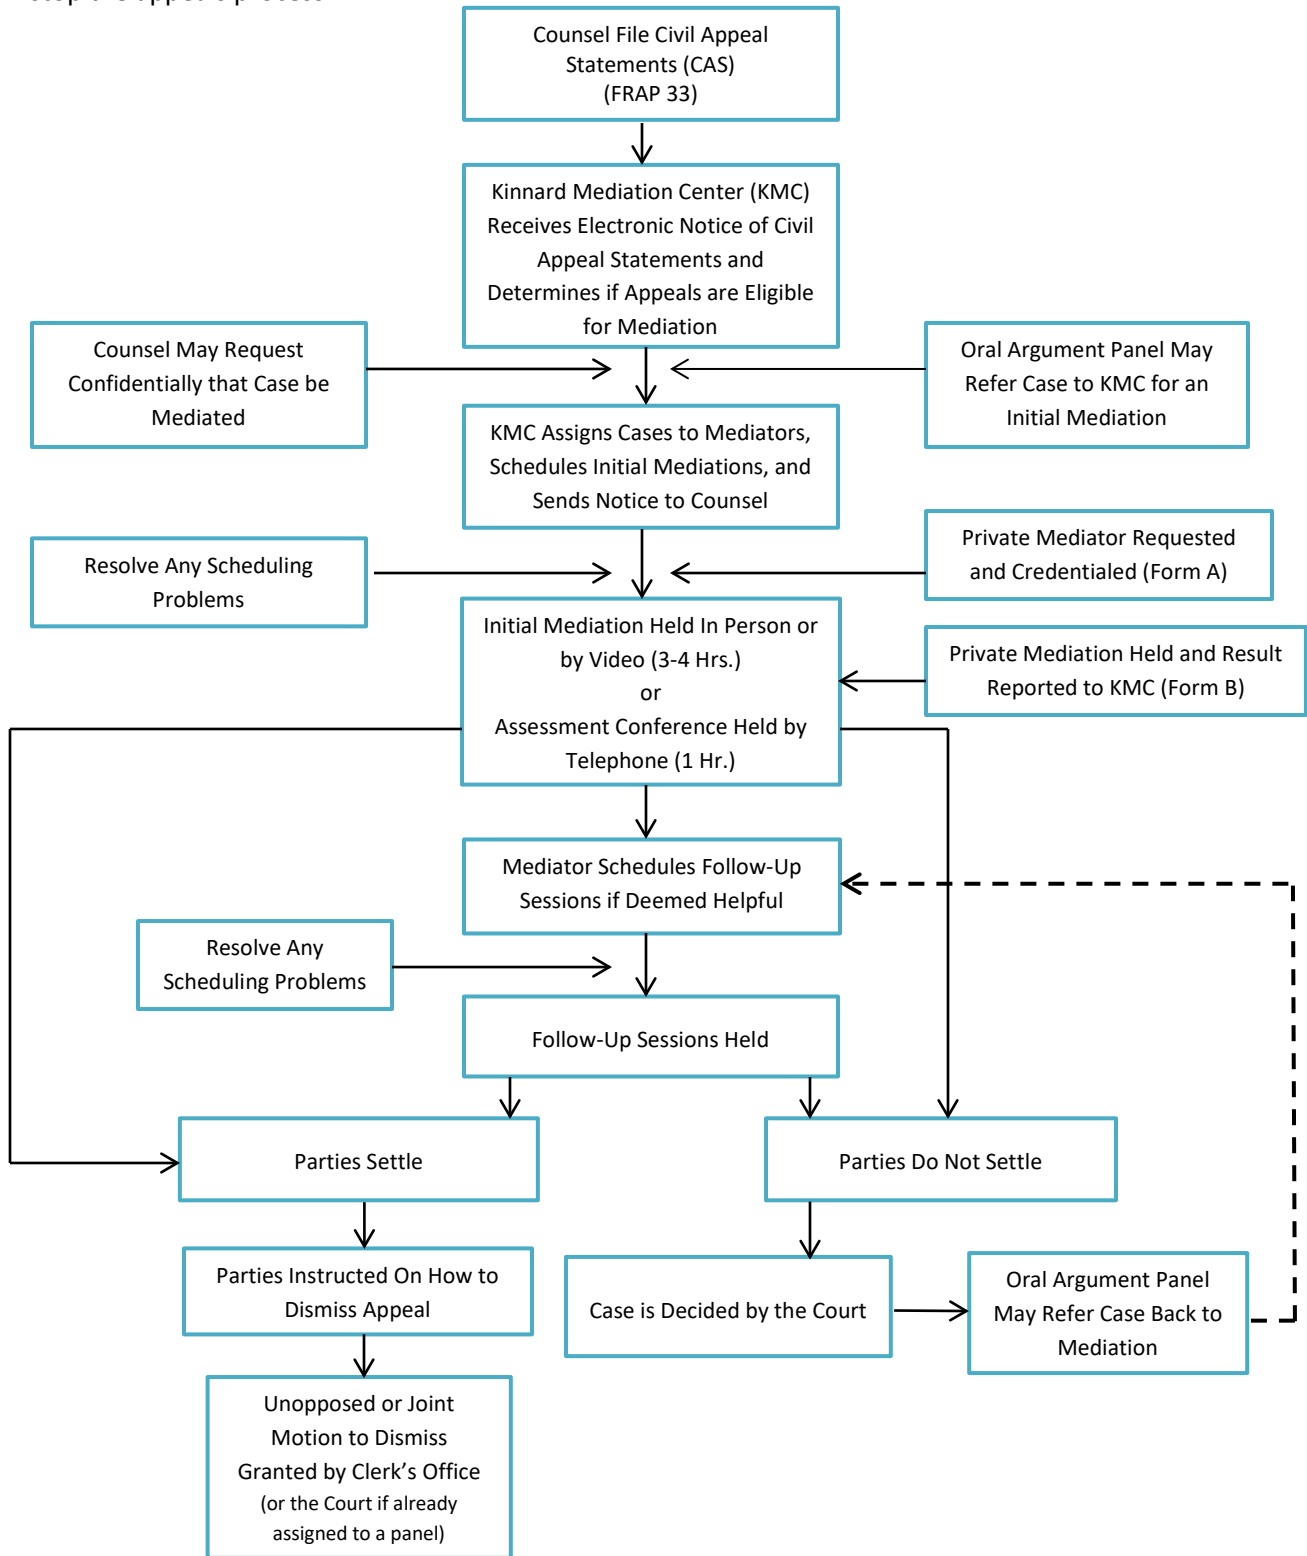 stop the appeals process
Counsel File Civil Appeal
Statements (CAS)
(FRAP 33)
Kinnard Mediation Center (KMC)
Receives Electronic Notice of Civil
Appeal Statements and
Determines if Appeals are Eligible
for Mediation
Counsel May Request
Confidentially that Case be
Mediated
Oral Argument Panel May
Refer Case to KMC for an
Initial Mediation
KMC Assigns Cases to Mediators,
Schedules Initial Mediations, and
Sends Notice to Counsel
Resolve Any Scheduling
Problems
Private Mediator Requested
and Credentialed (Form A)
Initial Mediation Held In Person or
by Video (3-4 Hrs.)
or
Assessment Conference Held by
Telephone (1 Hr.)
Private Mediation Held and Result
Reported to KMC (Form B)
Mediator Schedules Follow-Up
Sessions if Deemed Helpful
Resolve Any
Scheduling Problems
Follow-Up Sessions Held
Parties Settle
Parties Do Not Settle
Parties Instructed On How to
Dismiss Appeal
Case is Decided by the Court
Oral Argument Panel
May Refer Case Back to
Mediation
Unopposed or Joint
Motion to Dismiss
Granted by Clerk’s Office
(or the Court if already
assigned to a panel)